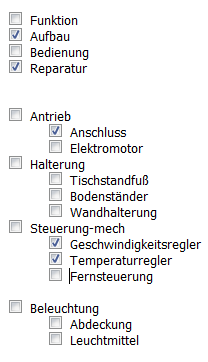 Funktion
Aufbau
Bedienung
Reparatur
Antrieb
Anschluss
Elektromotor
Halterung
Tischstandfuß
Bodenständer
Wandhalterung
Steuerung-mech
Geschwindigkeitsregler
Temperaturregler
Fernsteuerung
Beleuchtung
Abdeckung
Leuchtmittel